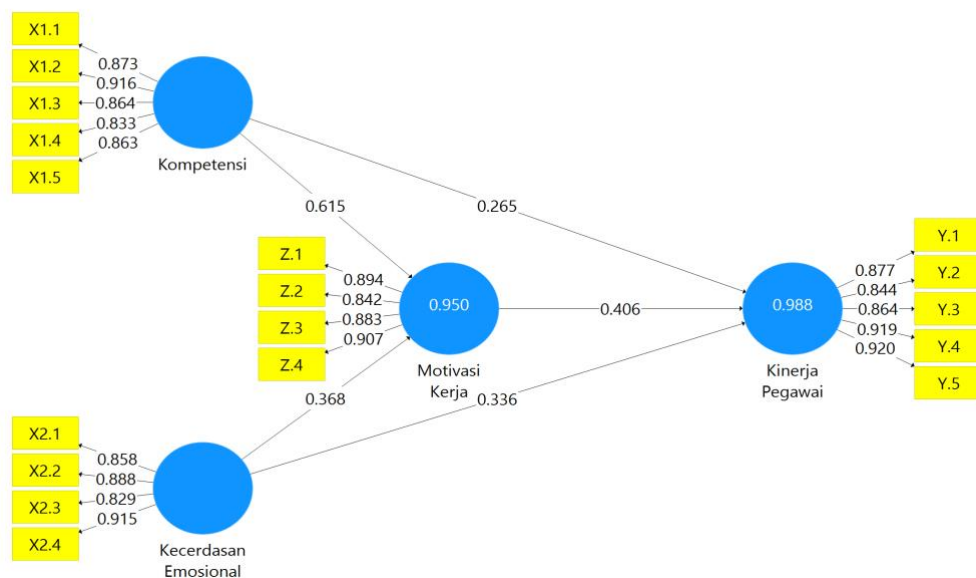 X1.1
X1.2
X1.3
X1.4
X1.5
0.873
0.916
0.864
0.833
0.863
Kompetensi
0.615
0.265
Z.1
Z.2
Z.3
Z.4
0.894
0.842
0.883
0.907
0.950
Motivasi
Kerja
0.406
0.988
Kinerja
Pegawai
0.877
0.844
0.864
0.919
0.920
Y.1
Y.2
Y.3
Y.4
Y.5
0.368
0.336
X2.1
X2.2
X2.3
X2.4
0.858
0.888
0.829
0.915
Kecerdasan
Emosional